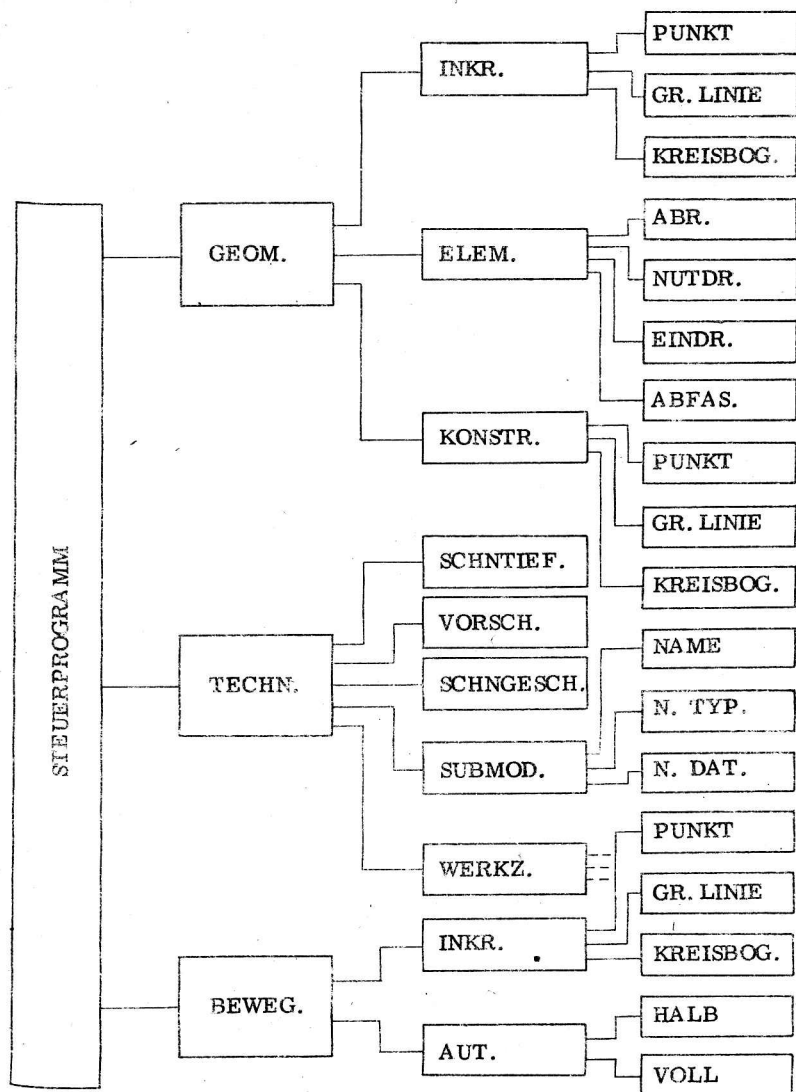 STEUERPROGRAMM
GEOM.
INKR.
PUNKT
GR. LINIE
KREISBOG.
ELEM.
ABR.
NUTDR.
EINDR.
ABFAS.
KONSTR.
PUNKT
GR. LINIE
KREISBOG.
TECHN.
SCHNTIEF.
VORSCH.
SCHNGESCH.
SUBMOD.
NAME
N. TYP.
N. DAT.
WERKZ.
BEWEG.
INKR.
PUNKT
GR. LINIE
KREISBOG.
AUT.
HALB
VOLL